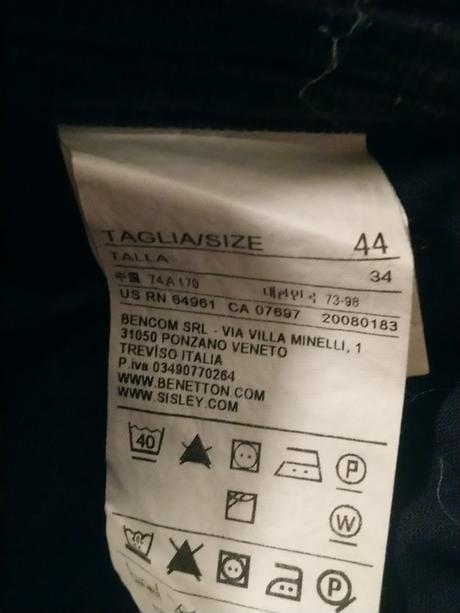 TAGLIA/SIZE 44
TALLA 34
中国 74A170 대한민국 73-98
US RN 64961 CA 07697 20080183
BENCOM SRL - VIA VILLA MINELLI, 1
31050 PONZANO VENETO
TREVISO ITALIA
P.iva 03490770264
WWW.BENETTON.COM
WWW.SISLEY.COM
40 P
W
P